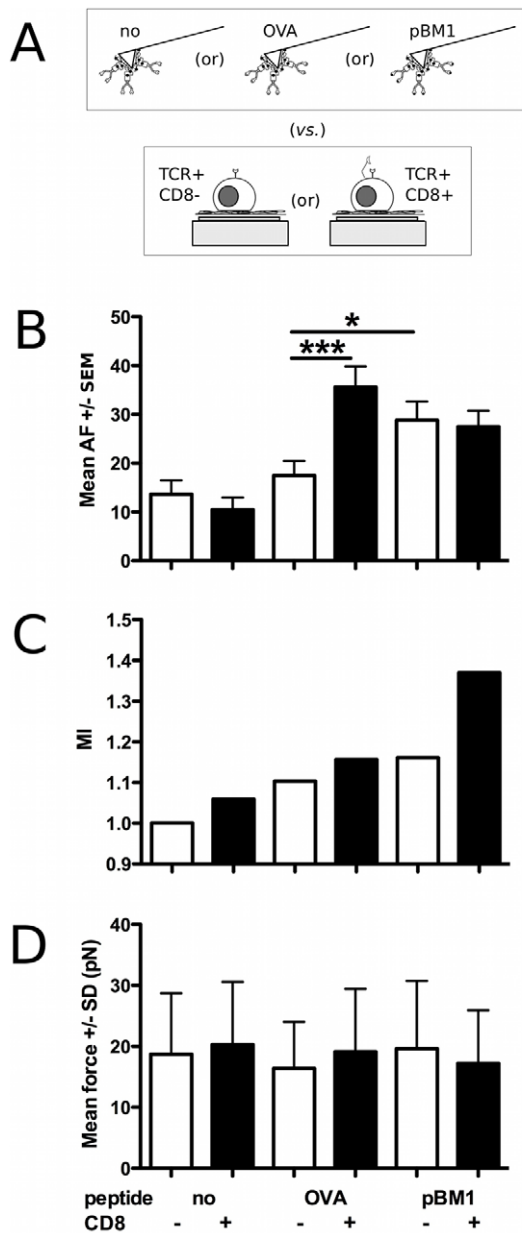 A
no
OVA
pBM1
(or)
(or)
(vs.)
TCR+
CD8-
(or)
TCR+
CD8+
B
Mean AF +/- SEM
50
40
30
20
10
0
***
*
C
MI
1.5
1.4
1.3
1.2
1.1
1.0
0.9
D
Mean force +/- SD (pN)
40
30
20
10
0
peptide no OVA pBM1
CD8 - + - + - +